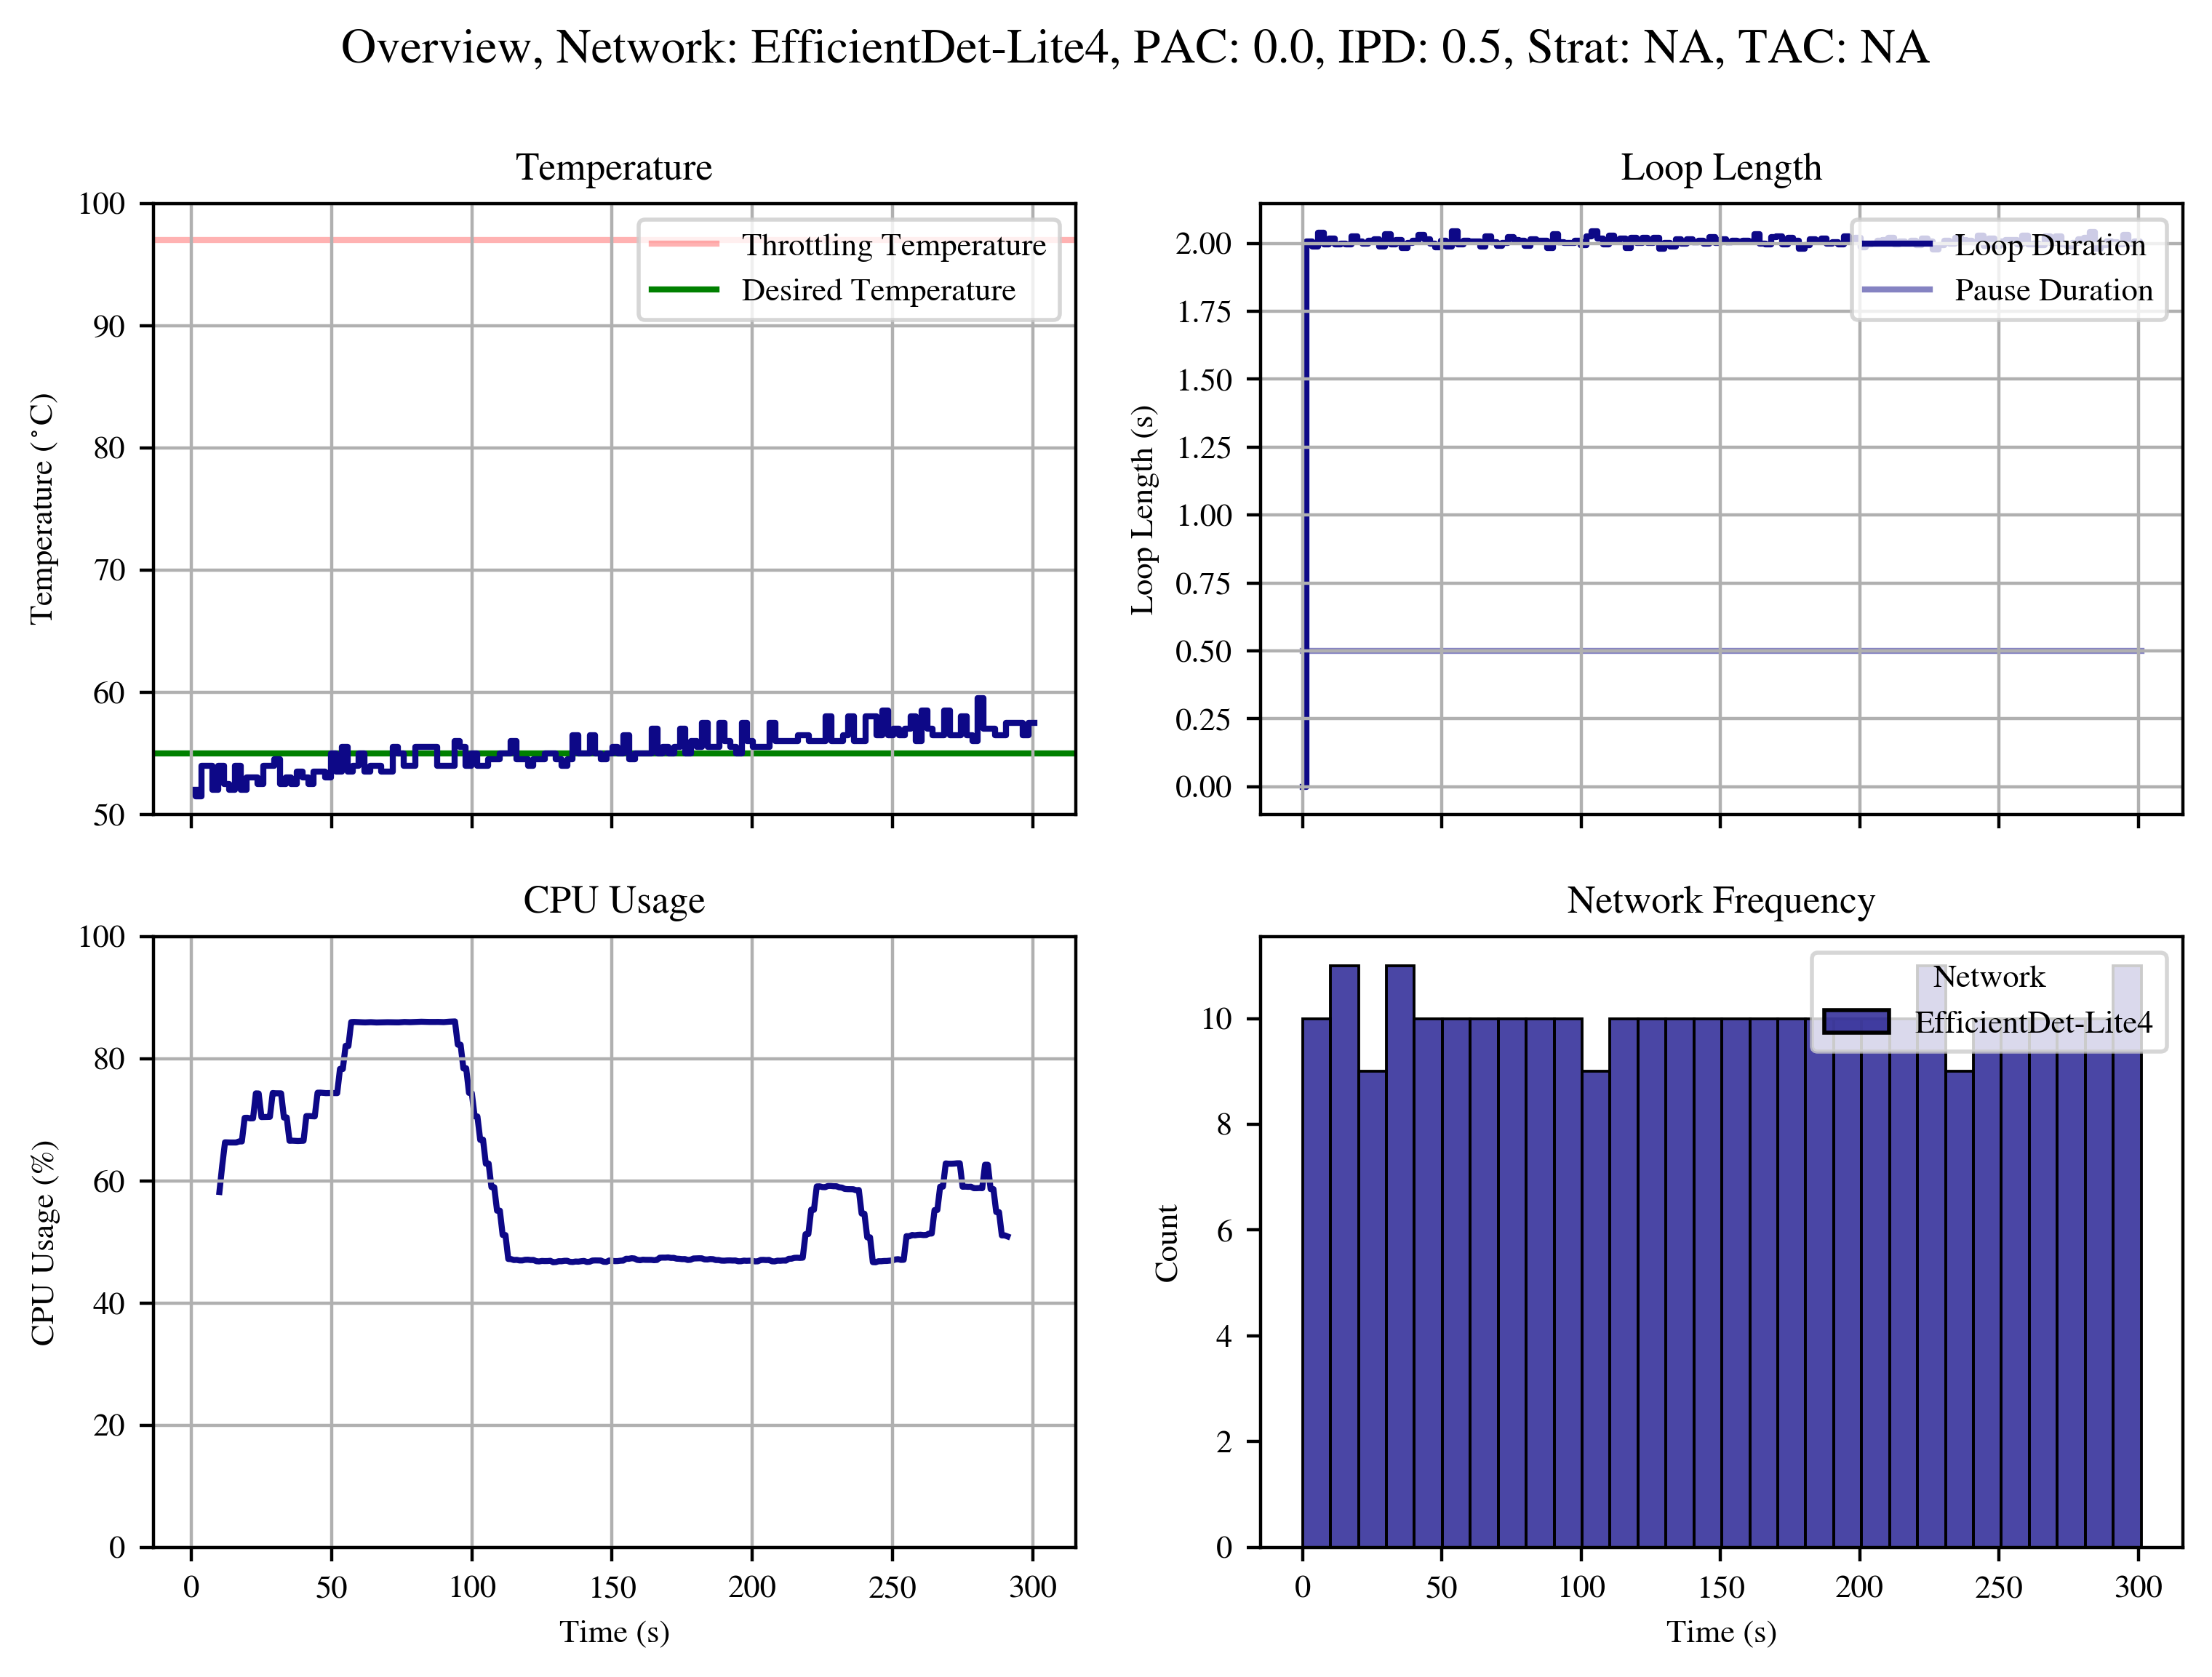 Overview, Network: EfficientDet-Lite4, PAC: 0.0, IPD: 0.5, Strat: NA, TAC: NA
Temperature
100
90
80
70
60
50
Temperature (°C)
Throttling Temperature
Desired Temperature
Loop Length
2.00
1.75
1.50
1.25
1.00
0.75
0.50
0.25
0.00
Loop Length (s)
Loop Duration
Pause Duration
CPU Usage
100
80
60
40
20
0
CPU Usage (%)
0 50 100 150 200 250 300
Time (s)
Network Frequency
10
8
6
4
2
0
Count
Network
EfficientDet-Lite4
0 50 100 150 200 250 300
Time (s)